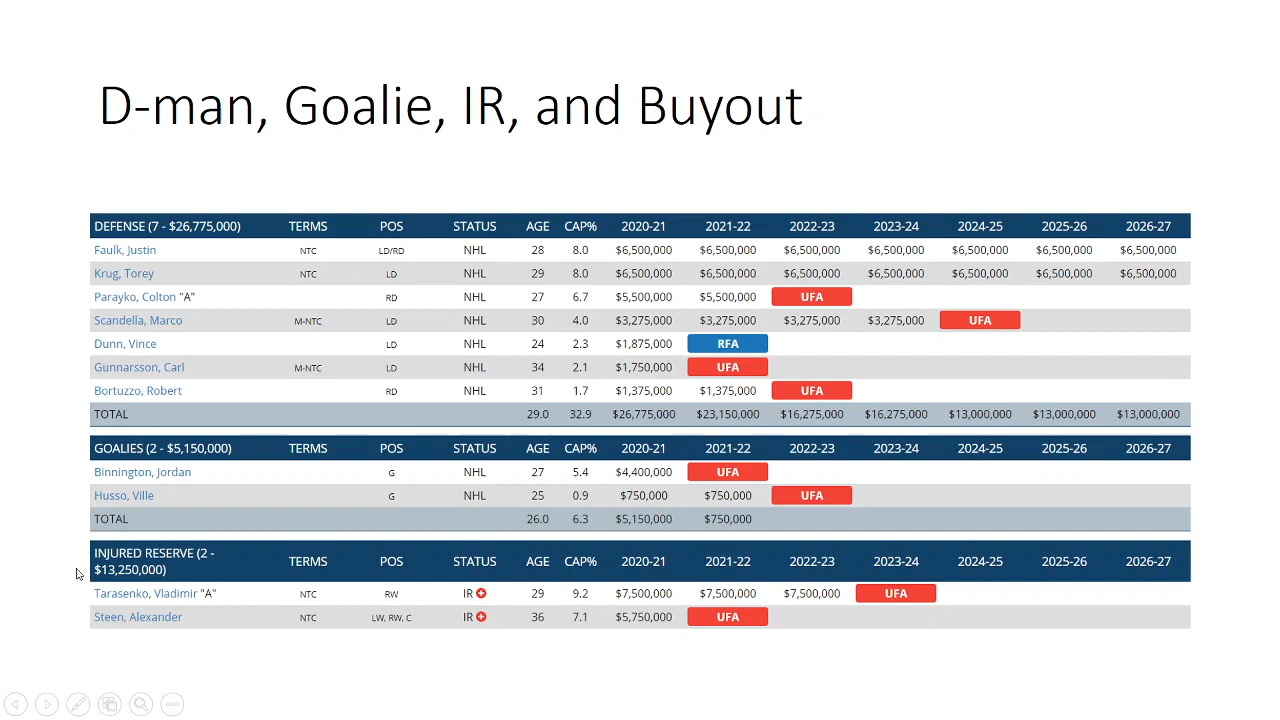 D-man, Goalie, IR, and Buyout
DEFENSE (7 - $26,775,000) TERMS POS STATUS AGE CAP% 2020-21 2021-22 2022-23 2023-24 2024-25 2025-26 2026-27
Faulk, Justin NTC LD/RD NHL 28 8.0 $6,500,000 $6,500,000 $6,500,000 $6,500,000 $6,500,000 $6,500,000 $6,500,000
Krug, Torey NTC LD NHL 29 8.0 $6,500,000 $6,500,000 $6,500,000 $6,500,000 $6,500,000 $6,500,000 $6,500,000
Parayko, Colton "A" RD NHL 27 6.7 $5,500,000 $5,500,000 UFA
Scandella, Marco M-NTC LD NHL 30 4.0 $3,275,000 $3,275,000 $3,275,000 $3,275,000 UFA
Dunn, Vince LD NHL 24 2.3 $1,875,000 RFA
Gunnarsson, Carl M-NTC LD NHL 34 2.1 $1,750,000 UFA
Bortuzzo, Robert RD NHL 31 1.7 $1,375,000 $1,375,000 UFA
TOTAL 29.0 32.9 $26,775,000 $23,150,000 $16,275,000 $16,275,000 $13,000,000 $13,000,000 $13,000,000
GOALIES (2 - $5,150,000) TERMS POS STATUS AGE CAP% 2020-21 2021-22 2022-23 2023-24 2024-25 2025-26 2026-27
Binnington, Jordan G NHL 27 5.4 $4,400,000 UFA
Husso, Ville G NHL 25 0.9 $750,000 $750,000 UFA
TOTAL 26.0 6.3 $5,150,000 $750,000
INJURED RESERVE (2 -
$13,250,000) TERMS POS STATUS AGE CAP% 2020-21 2021-22 2022-23 2023-24 2024-25 2025-26 2026-27
Tarasenko, Vladimir "A" NTC RW IR 29 9.2 $7,500,000 $7,500,000 $7,500,000 UFA
Steen, Alexander NTC LW, RW, C IR 36 7.1 $5,750,000 UFA